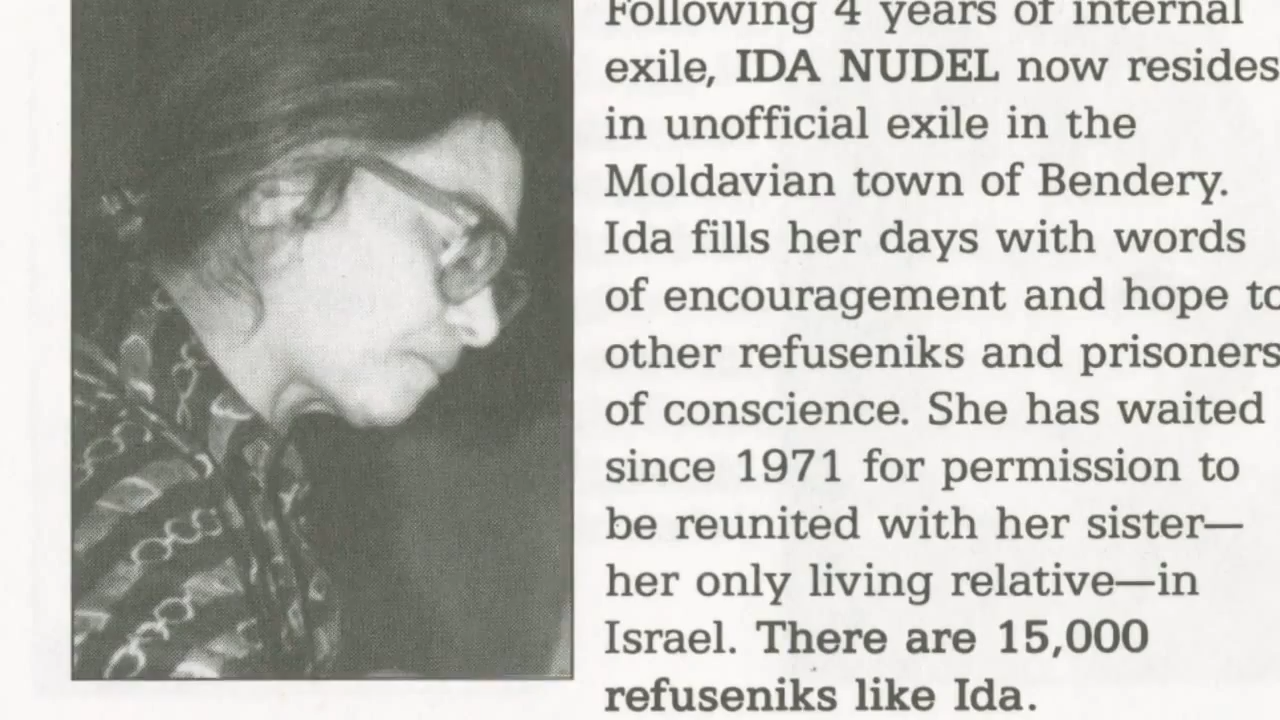 Following 4 years of internal
exile, IDA NUDEL now resides
in unofficial exile in the
Moldavian town of Bendery.
Ida fills her days with words
of encouragement and hope to
other refuseniks and prisoners
of conscience. She has waited
since 1971 for permission to
be reunited with her sister—
her only living relative—in
Israel. There are 15,000
refuseniks like Ida.